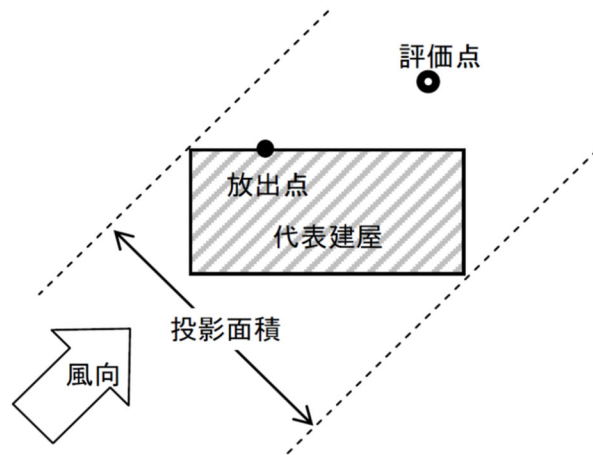 評価点
放出点
代表建屋
投影面積
風向